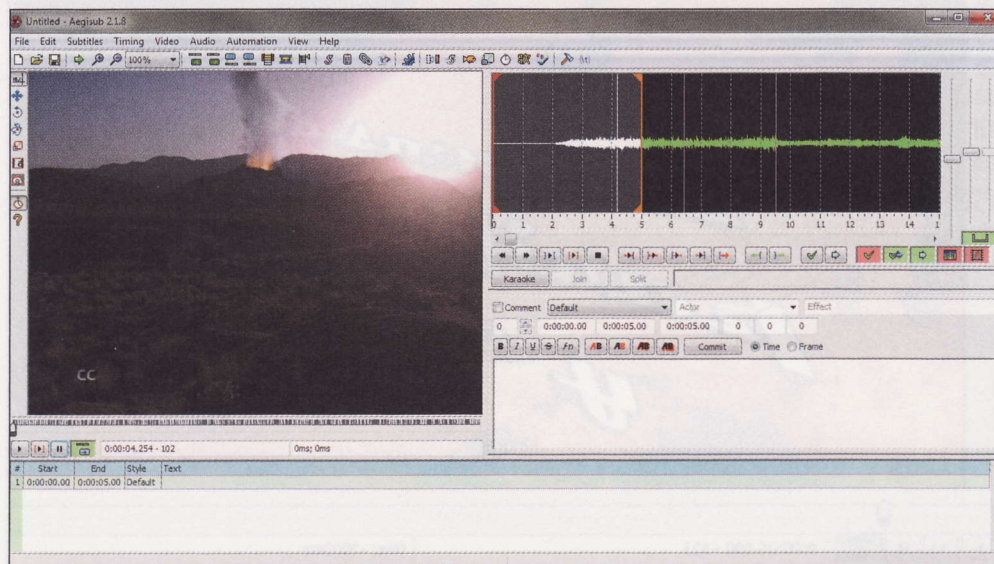 Untitled - Aegisub 2.1.8
File Edit Subtitles Timing Video Audio Automation View Help
100%
0 1 2 3 4 5 6 7 8 9 10 11 12 13 14 1
Karaoke Join Split
Comment Default Actor Effect
0 0:00:00.00 0:00:05.00 0:00:05.00 0 0 0
B I U S fn AB AB AB AB Commit Time Frame
CC
0:00:04.254 - 102 0ms; 0ms
# Start End Style Text
1 0:00:00.00 0:00:05.00 Default